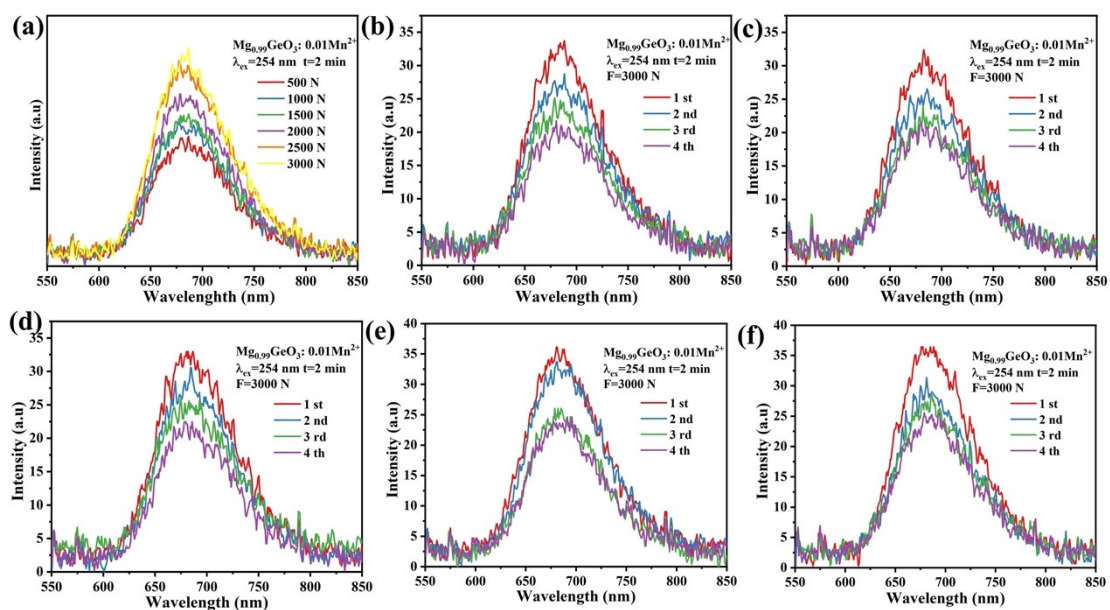 (a)
Mg0.99GeO3: 0.01Mn2+
λex=254 nm t=2 min
500 N
1000 N
1500 N
2000 N
2500 N
3000 N
Intensity (a.u)
550 600 650 700 750 800 850
Wavelenghth (nm)
(b)
Mg0.99GeO3: 0.01Mn2+
λex=254 nm t=2 min
F=3000 N
1 st
2 nd
3 rd
4 th
Intensity (a.u)
35
30
25
20
15
10
5
0
550 600 650 700 750 800 850
Wavelenghth (nm)
(c)
Mg0.99GeO3: 0.01Mn2+
λex=254 nm t=2 min
F=3000 N
1 st
2 nd
3 rd
4 th
Intensity (a.u)
35
30
25
20
15
10
5
0
550 600 650 700 750 800 850
Wavelenghth (nm)
(d)
Mg0.99GeO3: 0.01Mn2+
λex=254 nm t=2 min
F=3000 N
1 st
2 nd
3 rd
4 th
Intensity (a.u)
35
30
25
20
15
10
5
0
550 600 650 700 750 800 850
Wavelenghth (nm)
(e)
Mg0.99GeO3: 0.01Mn2+
λex=254 nm t=2 min
F=3000 N
1 st
2 nd
3 rd
4 th
Intensity (a.u)
40
35
30
25
20
15
10
5
0
550 600 650 700 750 800 850
Wavelenghth (nm)
(f)
Mg0.99GeO3: 0.01Mn2+
λex=254 nm t=2 min
F=3000 N
1 st
2 nd
3 rd
4 th
Intensity (a.u)
40
35
30
25
20
15
10
5
0
550 600 650 700 750 800 850
Wavelenghth (nm)